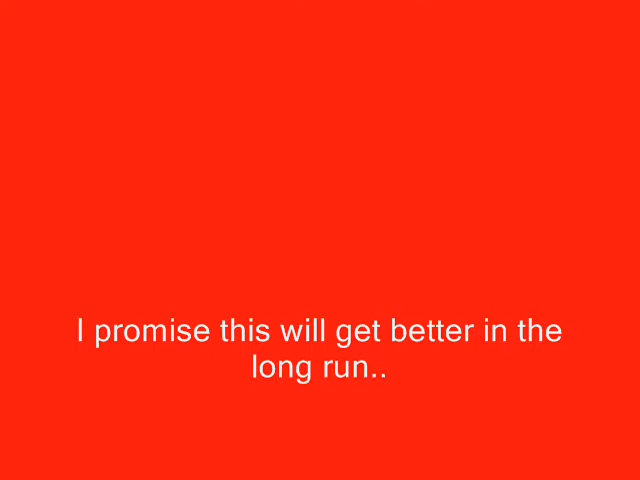 I promise this will get better in the
long run..